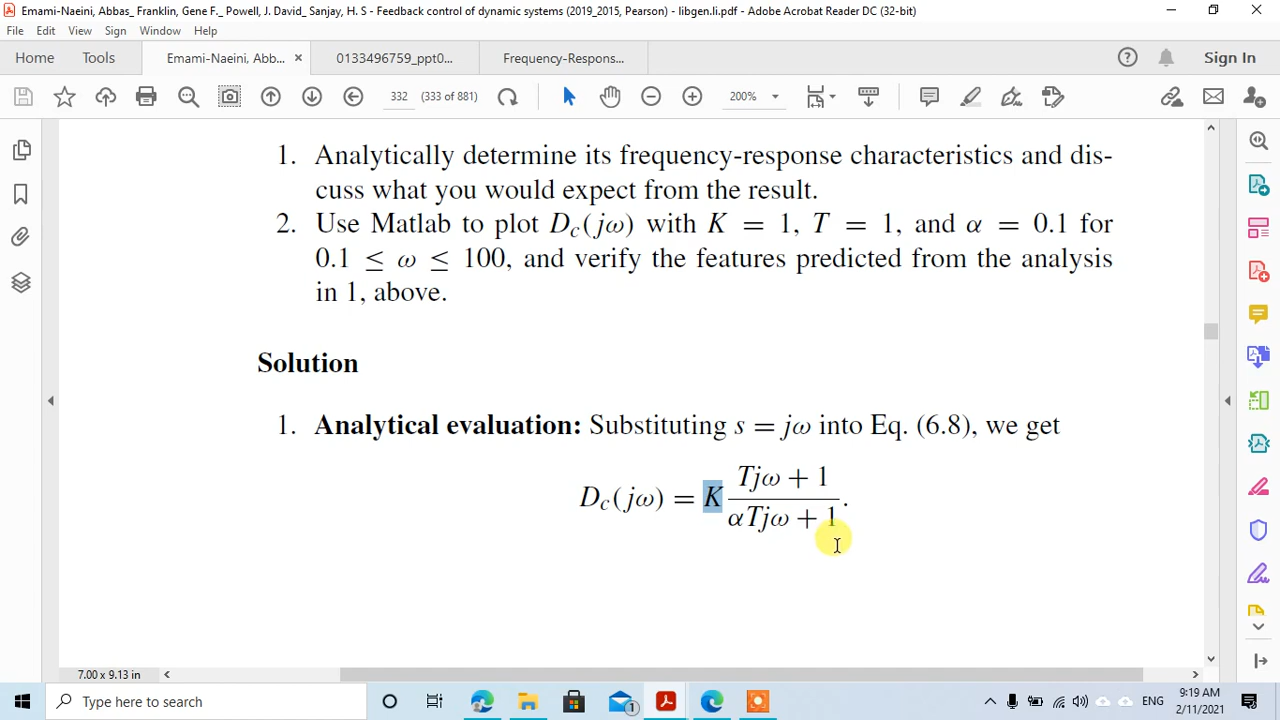 Emami-Naeini, Abbas_ Franklin, Gene F._ Powell, J. David_ Sanjay, H. S - Feedback control of dynamic systems (2019_2015, Pearson) - libgen.li.pdf - Adobe Acrobat Reader DC (32-bit)
File Edit View Sign Window Help
Home Tools Emami-Naeini, Abb... × 0133496759_ppt0... Frequency-Respons... Sign In
332 (333 of 881) 200%
1. Analytically determine its frequency-response characteristics and dis-
cuss what you would expect from the result.
2. Use Matlab to plot D_c(jω) with K = 1, T = 1, and α = 0.1 for
0.1 ≤ ω ≤ 100, and verify the features predicted from the analysis
in 1, above.
Solution
1. Analytical evaluation: Substituting s = jω into Eq. (6.8), we get
Tjω + 1
D_c(jω) = K
αTjω + 1.
7.00 x 9.13 in
Type here to search
1
ENG
9:19 AM
2/11/2021